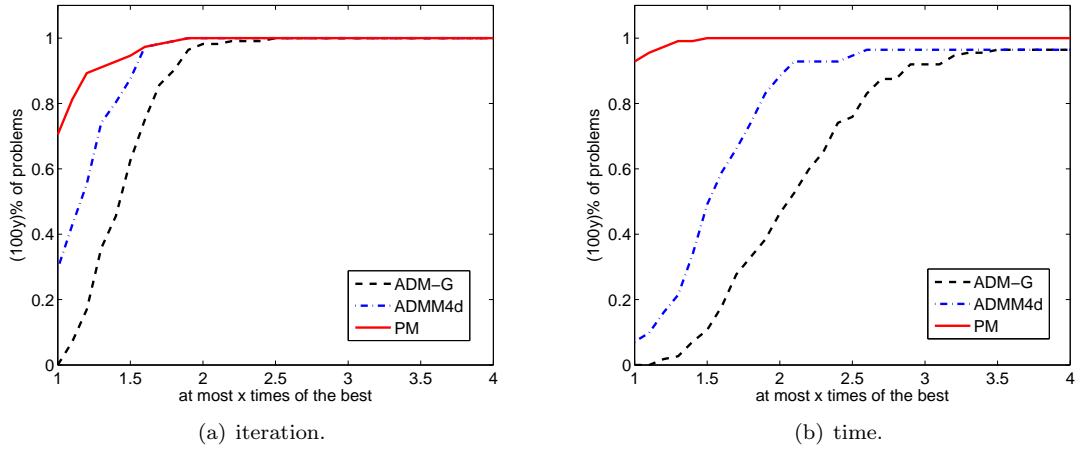 1
0.8
0.6
0.4
0.2
0
(100y)% of problems
ADM−G
ADMM4d
PM
1 1.5 2 2.5 3 3.5 4
at most x times of the best
(a) iteration.
1
0.8
0.6
0.4
0.2
0
(100y)% of problems
ADM−G
ADMM4d
PM
1 1.5 2 2.5 3 3.5 4
at most x times of the best
(b) time.